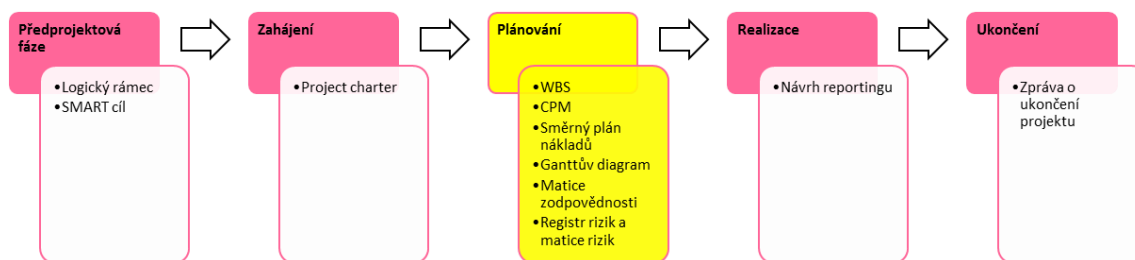 Předprojektová
fáze
•Logický rámec
•SMART cíl
Zahájení
•Project charter
Plánování
•WBS
•CPM
•Směrný plán
nákladů
•Ganttův diagram
•Matice
zodpovědnosti
•Registr rizik a
matice rizik
Realizace
•Návrh reportingu
Ukončení
•Zpráva o
ukončení
projektu